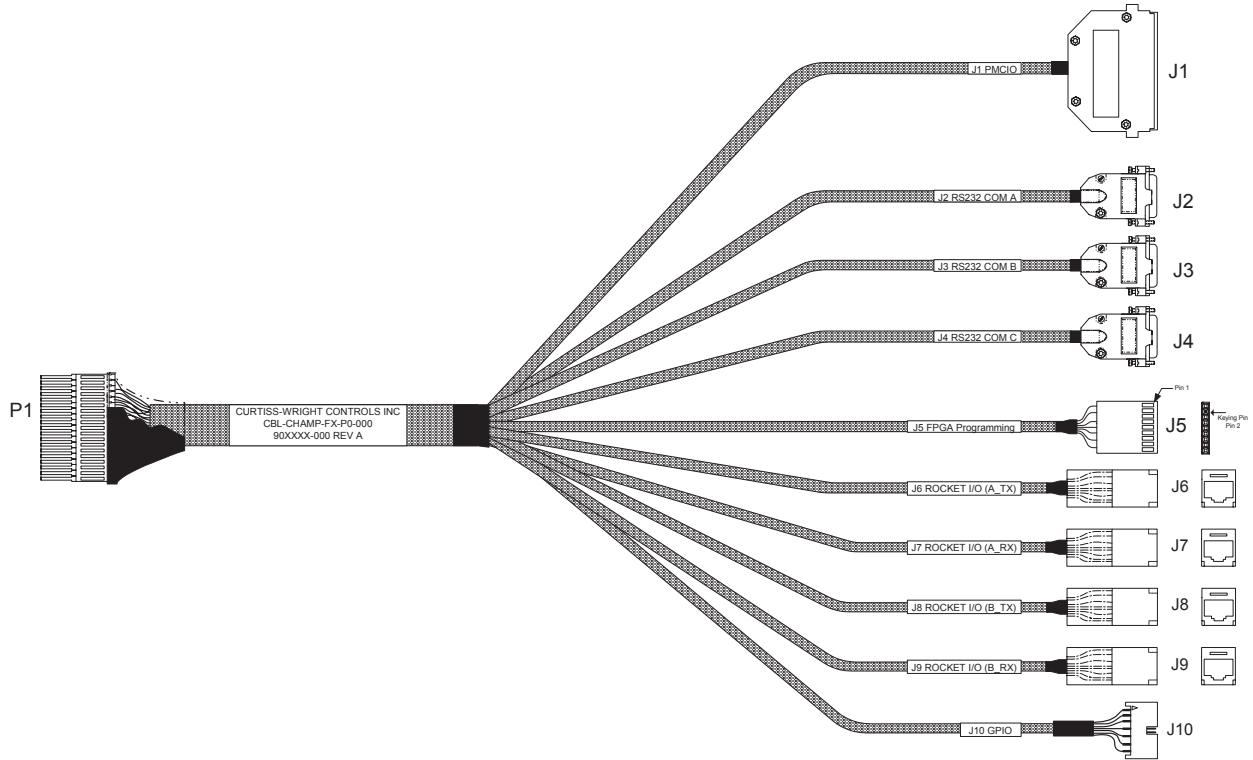 J1 PMCIO
J1
J2 RS232 COM A
J2
J3 RS232 COM B
J3
J4 RS232 COM C
J4
P1
CURTISS-WRIGHT CONTROLS INC
CBL-CHAMP-FX-P0-000
90XXXX-000 REV A
Pin 1
J5 FPGA Programming
J5
Keying Pin
Pin 2
J6 ROCKET I/O (A_TX)
J6
J7 ROCKET I/O (A_RX)
J7
J8 ROCKET I/O (B_TX)
J8
J9 ROCKET I/O (B_RX)
J9
J10 GPIO
J10